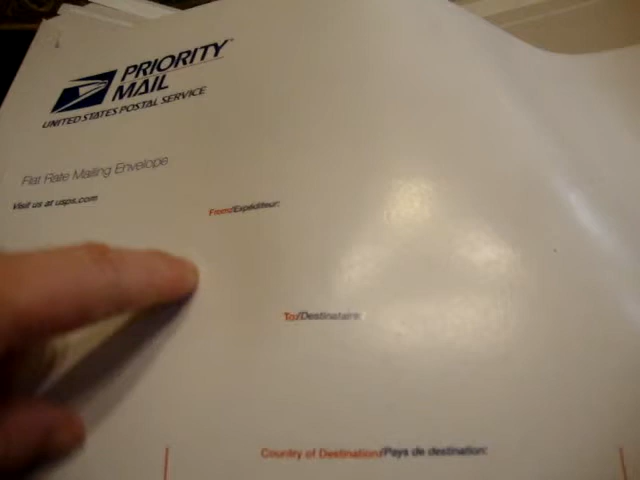 PRIORITY
MAIL
UNITED STATES POSTAL SERVICE
Flat Rate Mailing Envelope
Visit us at usps.com
From/Expéditeur:
To/Destinataire:
Country of Destination/Pays de destination: